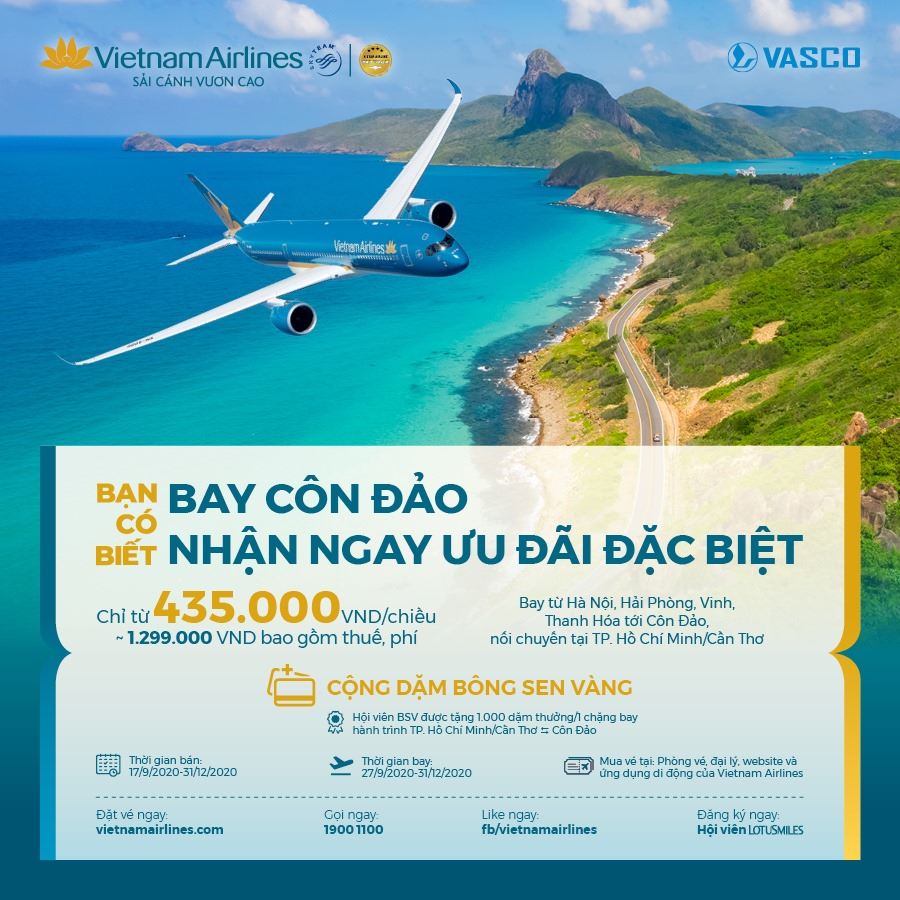 Vietnam Airlines
SẢI CÁNH VƯƠN CAO
SKYTEAM
VASCO
Vietnam Airlines
BẠN
CÓ
BIẾT
BAY CÔN ĐẢO
NHẬN NGAY ƯU ĐÃI ĐẶC BIỆT
Chỉ từ 435.000 VND/chiều
~ 1.299.000 VND bao gồm thuế, phí
Bay từ Hà Nội, Hải Phòng, Vinh,
Thanh Hóa tới Côn Đảo,
nối chuyến tại TP. Hồ Chí Minh/Cần Thơ
CỘNG DẶM BÔNG SEN VÀNG
Hội viên BSV được tặng 1.000 dặm thưởng/1 chặng bay
hành trình TP. Hồ Chí Minh/Cần Thơ ⇆ Côn Đảo
Thời gian bán:
17/9/2020-31/12/2020
Thời gian bay:
27/9/2020-31/12/2020
Mua vé tại: Phòng vé, đại lý, website và
ứng dụng di động của Vietnam Airlines
Đặt vé ngay:
vietnamairlines.com
Gọi ngay:
1900 1100
Like ngay:
fb/vietnamairlines
Đăng ký ngay:
Hội viên LOTUSMILES